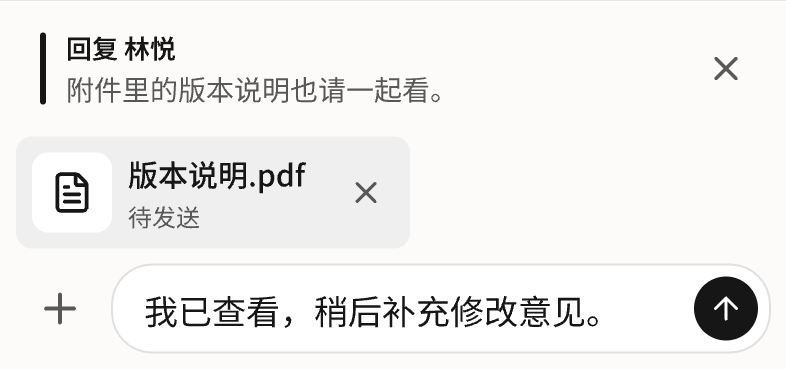 回复 林悦
附件里的版本说明也请一起看。
版本说明.pdf
待发送
我已查看，稍后补充修改意见。